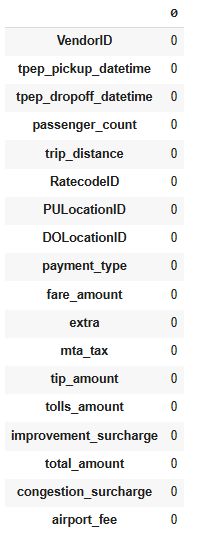 0
VendorID 0
tpep_pickup_datetime 0
tpep_dropoff_datetime 0
passenger_count 0
trip_distance 0
RatecodeID 0
PULocationID 0
DOLocationID 0
payment_type 0
fare_amount 0
extra 0
mta_tax 0
tip_amount 0
tolls_amount 0
improvement_surcharge 0
total_amount 0
congestion_surcharge 0
airport_fee 0